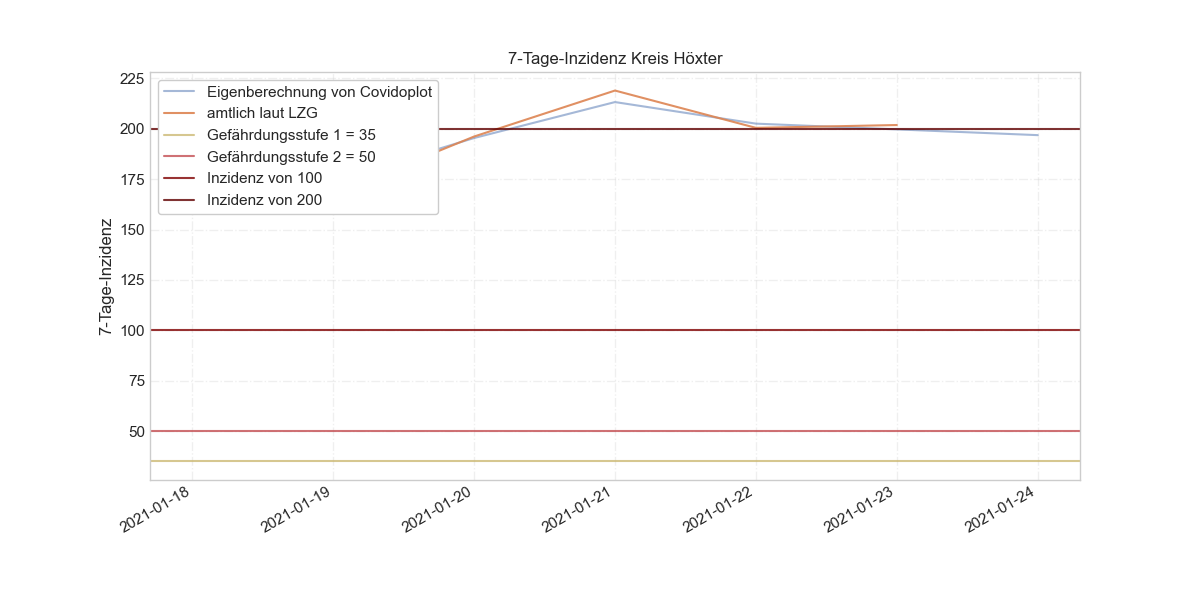 7-Tage-Inzidenz Kreis Höxter
Eigenberechnung von Covidoplot
amtlich laut LZG
Gefährdungsstufe 1 = 35
Gefährdungsstufe 2 = 50
Inzidenz von 100
Inzidenz von 200
7-Tage-Inzidenz
225
200
175
150
125
100
75
50
2021-01-18
2021-01-19
2021-01-20
2021-01-21
2021-01-22
2021-01-23
2021-01-24